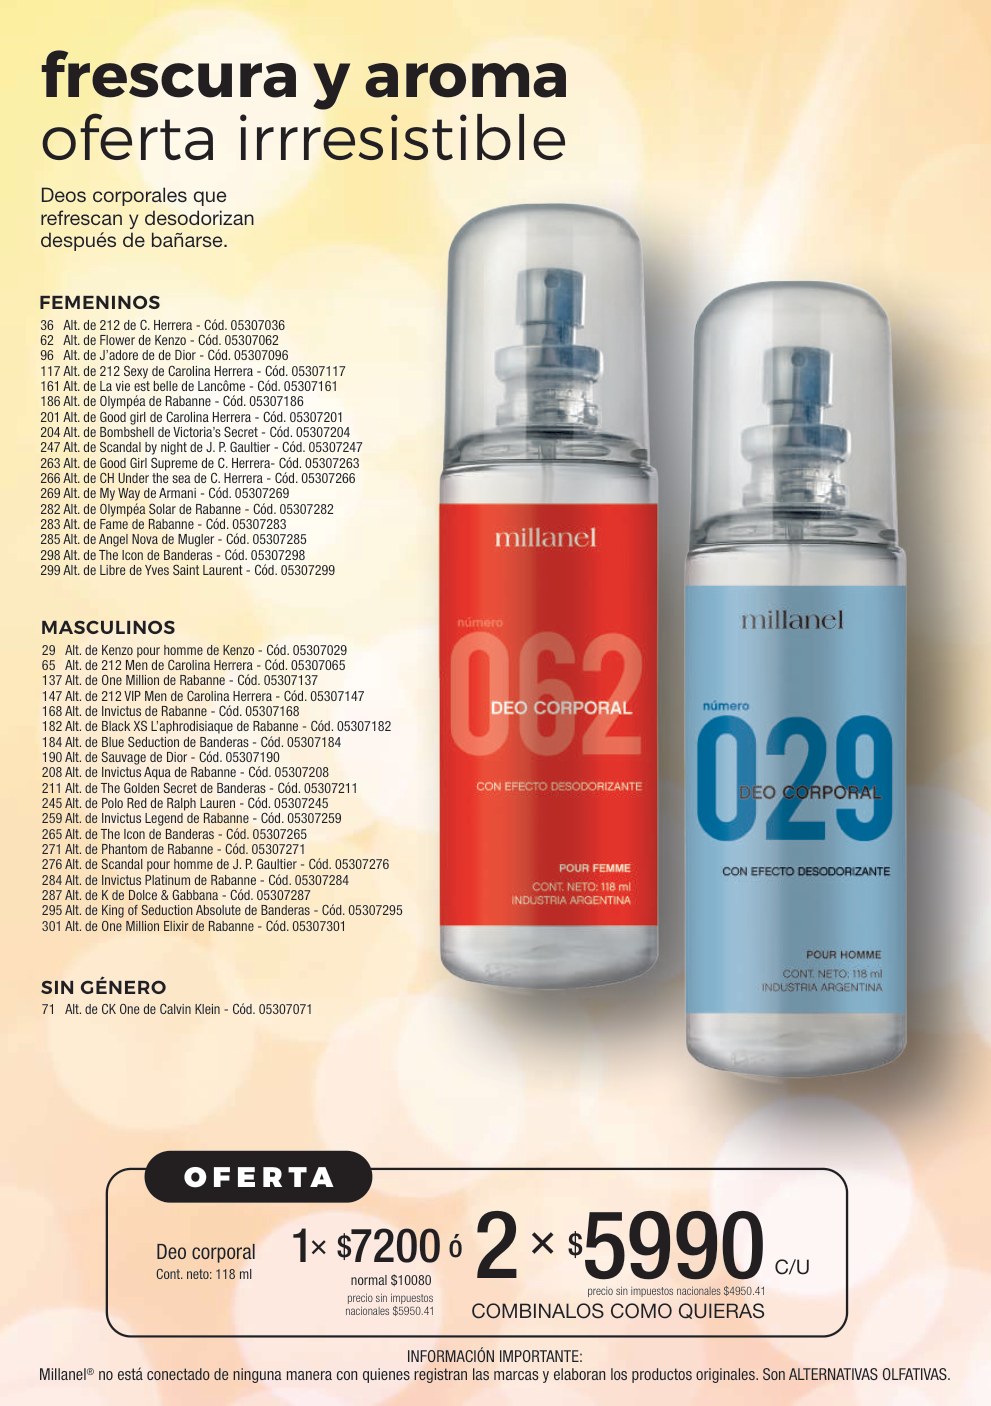 frescura y aroma
oferta irrresistible
Deos corporales que
refrescan y desodorizan
después de bañarse.
FEMENINOS
36 Alt. de 212 de C. Herrera - Cód. 05307036
62 Alt. de Flower de Kenzo - Cód. 05307062
96 Alt. de J'adore de de Dior - Cód. 05307096
117 Alt. de 212 Sexy de Carolina Herrera - Cód. 05307117
161 Alt. de La vie est belle de Lancôme - Cód. 05307161
186 Alt. de Olympéa de Rabanne - Cód. 05307186
201 Alt. de Good girl de Carolina Herrera - Cód. 05307201
204 Alt. de Bombshell de Victoria's Secret - Cód. 05307204
247 Alt. de Scandal by night de J. P. Gaultier - Cód. 05307247
263 Alt. de Good Girl Supreme de C. Herrera- Cód. 05307263
266 Alt. de CH Under the sea de C. Herrera - Cód. 05307266
269 Alt. de My Way de Armani - Cód. 05307269
282 Alt. de Olympéa Solar de Rabanne - Cód. 05307282
283 Alt. de Fame de Rabanne - Cód. 05307283
285 Alt. de Angel Nova de Mugler - Cód. 05307285
298 Alt. de The Icon de Banderas - Cód. 05307298
299 Alt. de Libre de Yves Saint Laurent - Cód. 05307299
MASCULINOS
29 Alt. de Kenzo pour homme de Kenzo - Cód. 05307029
65 Alt. de 212 Men de Carolina Herrera - Cód. 05307065
137 Alt. de One Million de Rabanne - Cód. 05307137
147 Alt. de 212 VIP Men de Carolina Herrera - Cód. 05307147
168 Alt. de Invictus de Rabanne - Cód. 05307168
182 Alt. de Black XS L'aphrodisiaque de Rabanne - Cód. 05307182
184 Alt. de Blue Seduction de Banderas - Cód. 05307184
190 Alt. de Sauvage de Dior - Cód. 05307190
208 Alt. de Invictus Aqua de Rabanne - Cód. 05307208
211 Alt. de The Golden Secret de Banderas - Cód. 05307211
245 Alt. de Polo Red de Ralph Lauren - Cód. 05307245
259 Alt. de Invictus Legend de Rabanne - Cód. 05307259
265 Alt. de The Icon de Banderas - Cód. 05307265
271 Alt. de Phantom de Rabanne - Cód. 05307271
276 Alt. de Scandal pour homme de J. P. Gaultier - Cód. 05307276
284 Alt. de Invictus Platinum de Rabanne - Cód. 05307284
287 Alt. de K de Dolce & Gabbana - Cód. 05307287
295 Alt. de King of Seduction Absolute de Banderas - Cód. 05307295
301 Alt. de One Million Elixir de Rabanne - Cód. 05307301
SIN GÉNERO
71 Alt. de CK One de Calvin Klein - Cód. 05307071
millanel
número
062
DEO CORPORAL
CON EFECTO DESODORIZANTE
POUR FEMME
CONT. NETO: 118 ml
INDUSTRIA ARGENTINA
millanel
número
029
DEO CORPORAL
CON EFECTO DESODORIZANTE
POUR HOMME
CONT. NETO: 118 ml
INDUSTRIA ARGENTINA
OFERTA
Deo corporal
Cont. neto: 118 ml
1× $7200 ó 2 × $5990 C/U
normal $10080
precio sin impuestos
nacionales $5950.41
precio sin impuestos nacionales $4950.41
COMBINALOS COMO QUIERAS
INFORMACIÓN IMPORTANTE:
Millanel® no está conectado de ninguna manera con quienes registran las marcas y elaboran los productos originales. Son ALTERNATIVAS OLFATIVAS.